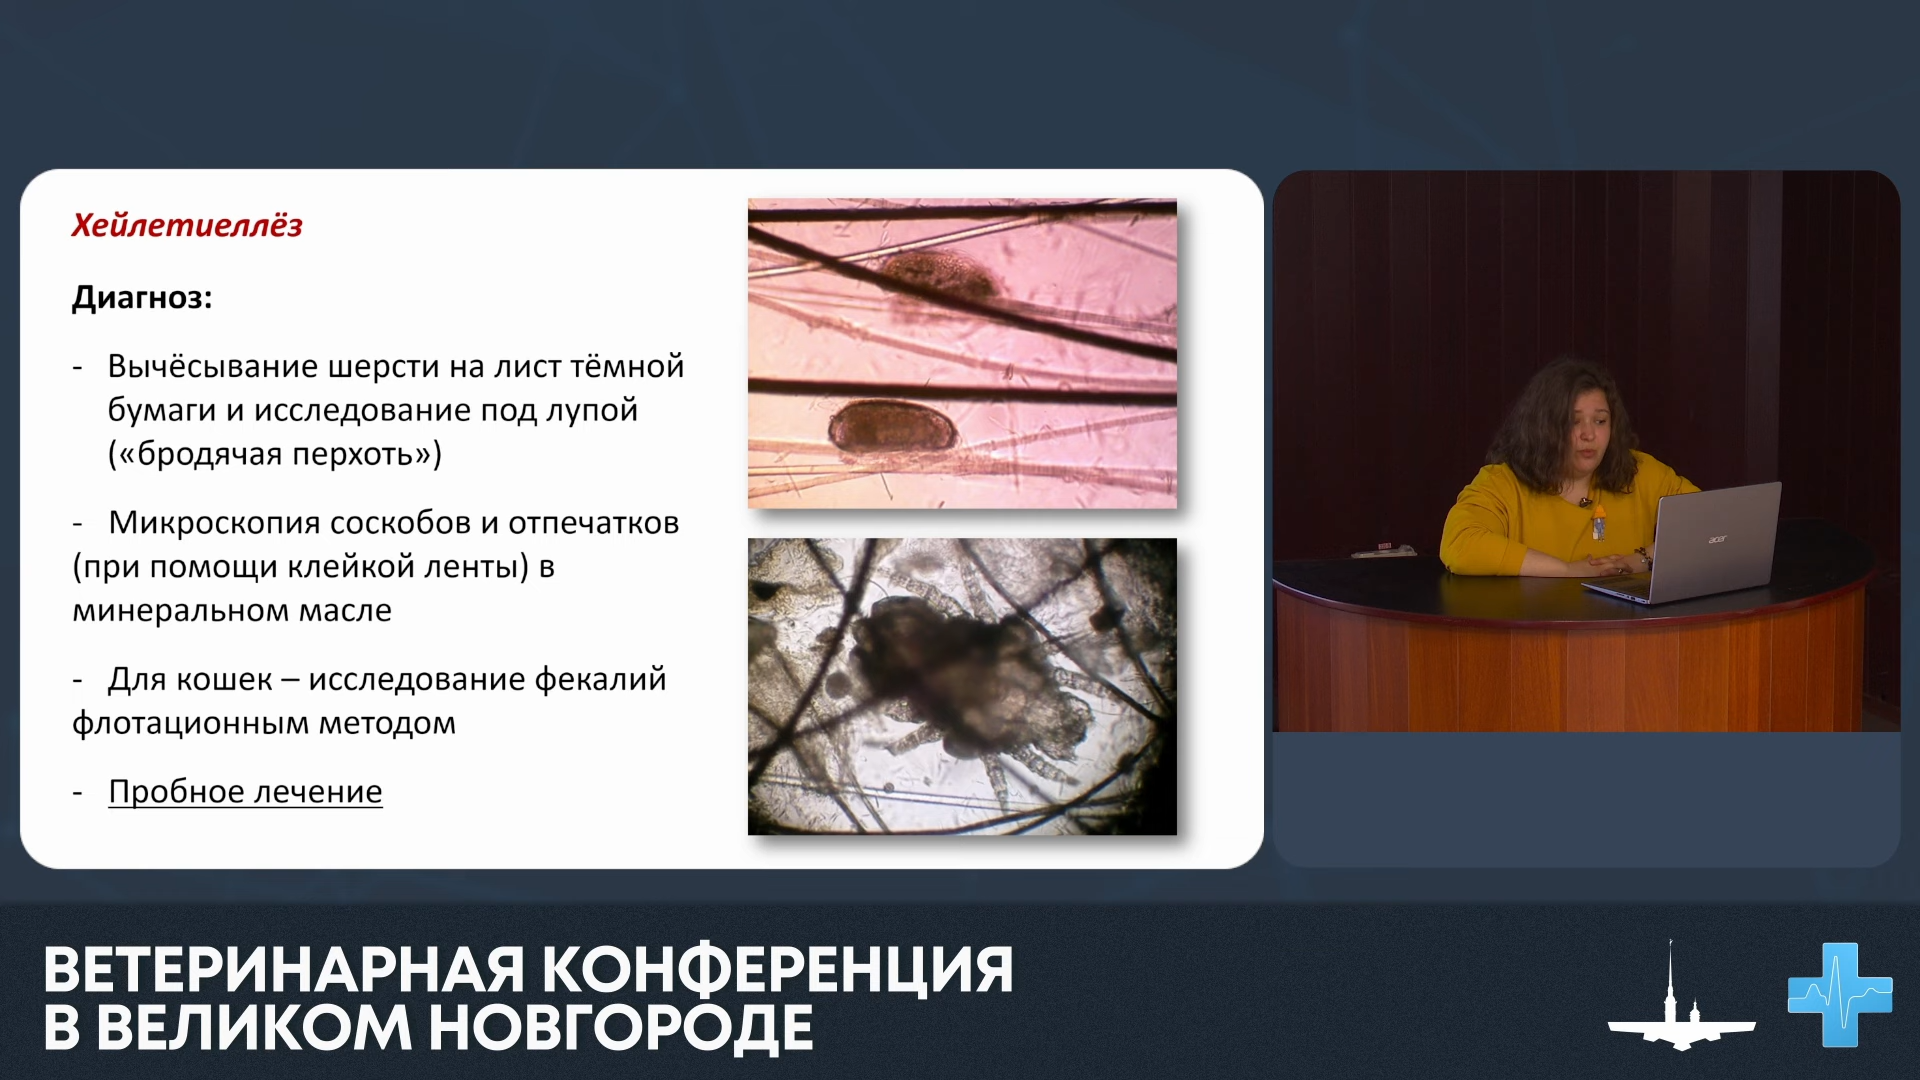 Хейлетиеллёз
Диагноз:
- Вычёсывание шерсти на лист тёмной
бумаги и исследование под лупой
(«бродячая перхоть»)
- Микроскопия соскобов и отпечатков
(при помощи клейкой ленты) в
минеральном масле
- Для кошек – исследование фекалий
флотационным методом
- Пробное лечение
acer
ВЕТЕРИНАРНАЯ КОНФЕРЕНЦИЯ
В ВЕЛИКОМ НОВГОРОДЕ